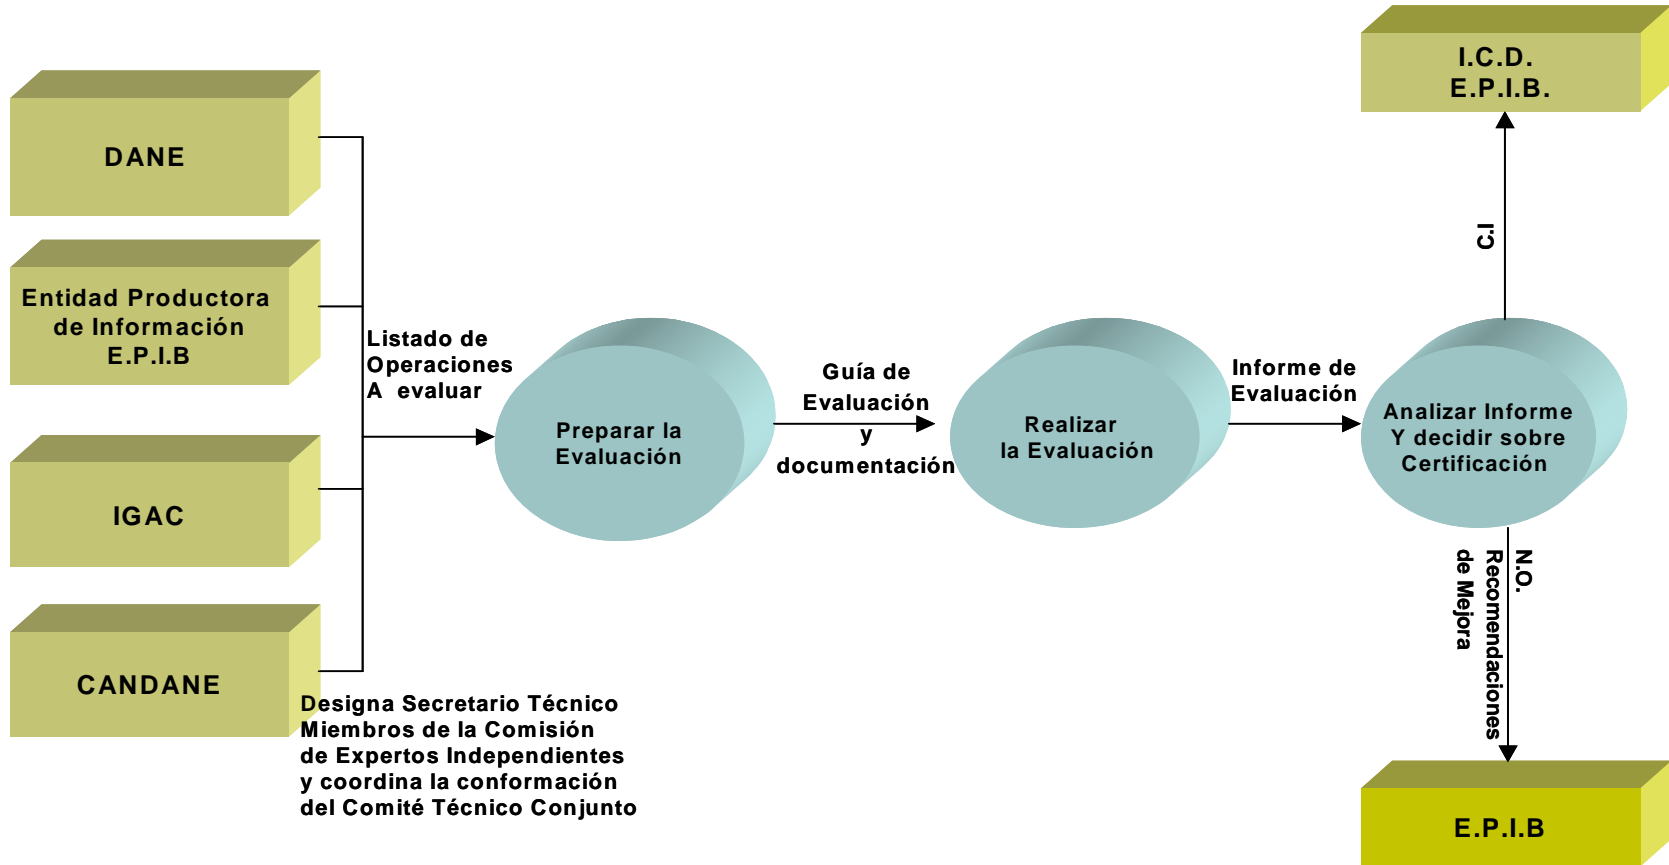 DANE
Entidad Productora
de Información
E.P.I.B
IGAC
CANDANE
Designa Secretario Técnico
Miembros de la Comisión
de Expertos Independientes
y coordina la conformación
del Comité Técnico Conjunto
Listado de
Operaciones
A evaluar
Preparar la
Evaluación
Guía de
Evaluación
y
documentación
Realizar
la Evaluación
Informe de
Evaluación
Analizar Informe
Y decidir sobre
Certificación
I.C.D.
E.P.I.B.
I.C
N.O.
Recomendaciones
de Mejora
E.P.I.B